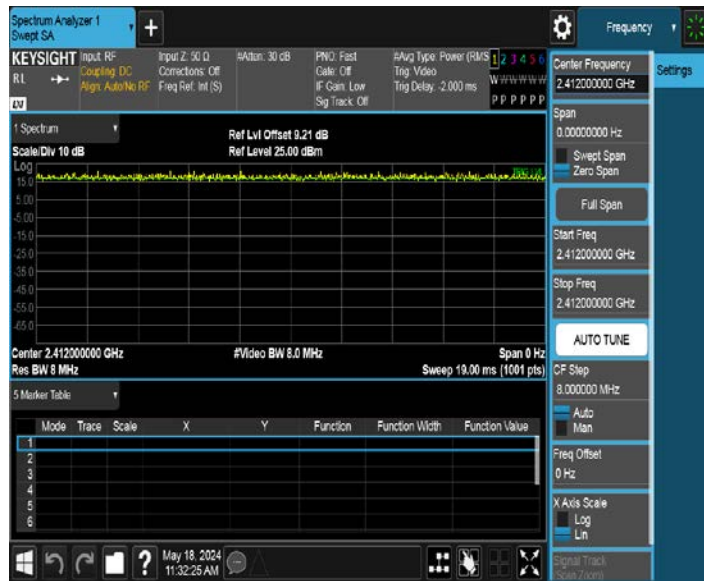 Spectrum Analyzer 1
Swept SA
+
Frequency
KEYSIGHT
RL
Input: RF
Coupling: DC
Align: Auto/No RF
Input Z: 50 Ω
Corrections: Off
Freq Ref: Int (S)
#Atten: 30 dB
PNO: Fast
Gate: Off
IF Gain: Low
Sig Track: Off
#Avg Type: Power (RMS
Trig: Video
Trig Delay: -2.000 ms
1 2 3 4 5 6
W W W W W W
P P P P P P
Center Frequency
2.412000000 GHz
Settings
Span
0.00000000 Hz
Swept Span
Zero Span
Full Span
Start Freq
2.412000000 GHz
Stop Freq
2.412000000 GHz
AUTO TUNE
CF Step
8.000000 MHz
Auto
Man
Freq Offset
0 Hz
X Axis Scale
Log
Lin
Signal Track
(Span Zoom)
1 Spectrum
Scale/Div 10 dB
Ref Lvl Offset 9.21 dB
Ref Level 25.00 dBm
Log
15.0
5.00
-5.00
-15.0
-25.0
-35.0
-45.0
-55.0
-65.0
Center 2.412000000 GHz
#Video BW 8.0 MHz
Span 0 Hz
Res BW 8 MHz
Sweep 19.00 ms (1001 pts)
5 Marker Table
Mode Trace Scale X Y Function Function Width Function Value
1
2
3
4
5
6
?
May 18, 2024
11:32:25 AM